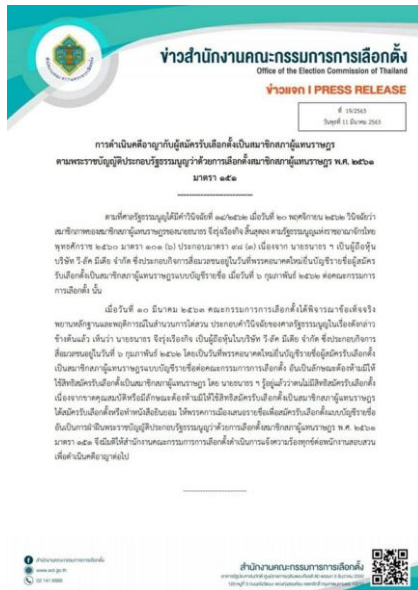 ข่าวสำนักงานคณะกรรมการการเลือกตั้ง
Office of the Election Commission of Thailand
ข่าวแจก I PRESS RELEASE
ที่ 19/2563
วันพุธที่ 11 มีนาคม 2563
การดำเนินคดีอาญากับผู้สมัครรับเลือกตั้งเป็นสมาชิกสภาผู้แทนราษฎร
ตามพระราชบัญญัติประกอบรัฐธรรมนูญว่าด้วยการเลือกตั้งสมาชิกสภาผู้แทนราษฎร พ.ศ. ๒๕๖๑
มาตรา ๑๕๑
ตามที่ศาลรัฐธรรมนูญได้มีคำวินิจฉัยที่ ๑๔/๒๕๖๒ เมื่อวันที่ ๒๐ พฤศจิกายน ๒๕๖๒ วินิจฉัยว่า
สมาชิกภาพของสมาชิกสภาผู้แทนราษฎรของนายธนาธร จึงรุ่งเรืองกิจ สิ้นสุดลง ตามรัฐธรรมนูญแห่งราชอาณาจักรไทย
พุทธศักราช ๒๕๖๐ มาตรา ๑๐๑ (๖) ประกอบมาตรา ๙๘ (๓) เนื่องจาก นายธนาธร ฯ เป็นผู้ถือหุ้น
บริษัท วี-ลัค มีเดีย จำกัด ซึ่งประกอบกิจการสื่อมวลชนอยู่ในวันที่พรรคอนาคตใหม่ยื่นบัญชีรายชื่อผู้สมัคร
รับเลือกตั้งเป็นสมาชิกสภาผู้แทนราษฎรแบบบัญชีรายชื่อ เมื่อวันที่ ๖ กุมภาพันธ์ ๒๕๖๒ ต่อคณะกรรมการ
การเลือกตั้ง นั้น
เมื่อวันที่ ๑๐ มีนาคม ๒๕๖๓ คณะกรรมการการเลือกตั้งได้พิจารณาข้อเท็จจริง
พยานหลักฐานและพฤติการณ์ในสำนวนการไต่สวน ประกอบคำวินิจฉัยของศาลรัฐธรรมนูญในเรื่องดังกล่าว
ข้างต้นแล้ว เห็นว่า นายธนาธร จึงรุ่งเรืองกิจ เป็นผู้ถือหุ้นในบริษัท วี-ลัค มีเดีย จำกัด ซึ่งประกอบกิจการ
สื่อมวลชนอยู่ในวันที่ ๖ กุมภาพันธ์ ๒๕๖๒ โดยเป็นวันที่พรรคอนาคตใหม่ยื่นบัญชีรายชื่อผู้สมัครรับเลือกตั้ง
เป็นสมาชิกสภาผู้แทนราษฎรแบบบัญชีรายชื่อต่อคณะกรรมการการเลือกตั้ง อันเป็นลักษณะต้องห้ามมิให้
ใช้สิทธิสมัครรับเลือกตั้งเป็นสมาชิกสภาผู้แทนราษฎร โดย นายธนาธร ฯ รู้อยู่แล้วว่าตนไม่มีสิทธิสมัครรับเลือกตั้ง
เนื่องจากขาดคุณสมบัติหรือมีลักษณะต้องห้ามมิให้ใช้สิทธิสมัครรับเลือกตั้งเป็นสมาชิกสภาผู้แทนราษฎร
ได้สมัครรับเลือกตั้งหรือทำหนังสือยินยอม ให้พรรคการเมืองเสนอรายชื่อเพื่อสมัครรับเลือกตั้งแบบบัญชีรายชื่อ
อันเป็นการฝ่าฝืนพระราชบัญญัติประกอบรัฐธรรมนูญว่าด้วยการเลือกตั้งสมาชิกสภาผู้แทนราษฎร พ.ศ. ๒๕๖๑
มาตรา ๑๕๑ จึงมีมติให้สำนักงานคณะกรรมการการเลือกตั้งดำเนินการแจ้งความร้องทุกข์ต่อพนักงานสอบสวน
เพื่อดำเนินคดีอาญาต่อไป
สำนักงานคณะกรรมการการเลือกตั้ง
www.ect.go.th
02 141 8888
สำนักงานคณะกรรมการการเลือกตั้ง